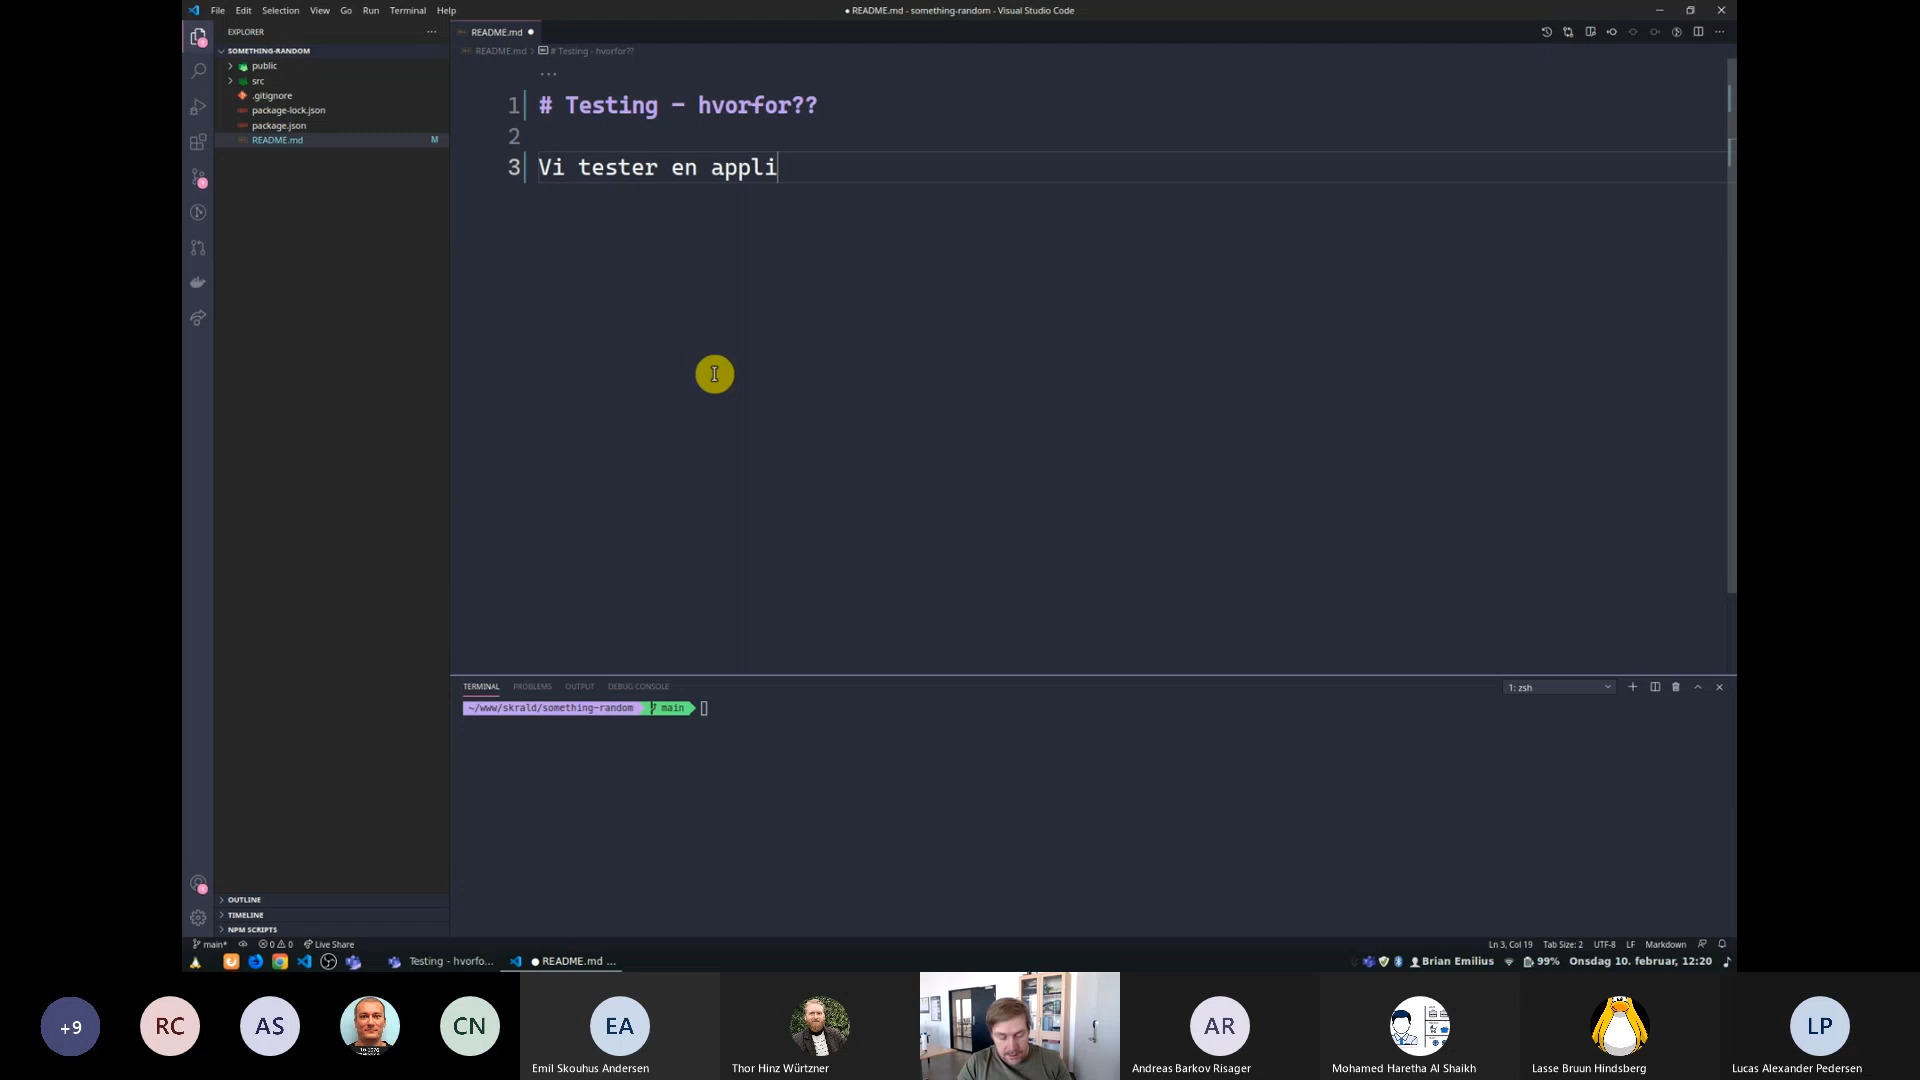 File Edit Selection View Go Run Terminal Help
● README.md - something-random - Visual Studio Code
EXPLORER
README.md
SOMETHING-RANDOM
README.md > # Testing - hvorfor??
public
src
.gitignore
package-lock.json
package.json
README.md M
...
1 # Testing - hvorfor??
2
3 Vi tester en appli
TERMINAL PROBLEMS OUTPUT DEBUG CONSOLE
1: zsh
~/www/skrald/something-random main
OUTLINE
TIMELINE
NPM SCRIPTS
main* 0 0 Live Share
Ln 3, Col 19 Tab Size: 2 UTF-8 LF Markdown
Testing - hvorfo...
README.md ...
Brian Emilius 99% Onsdag 10. februar, 12:20
+9
RC
AS
CN
EA
AR
LP
Emil Skouhus Andersen
Thor Hinz Würtzner
Andreas Barkov Risager
Mohamed Haretha Al Shaikh
Lasse Bruun Hindsberg
Lucas Alexander Pedersen